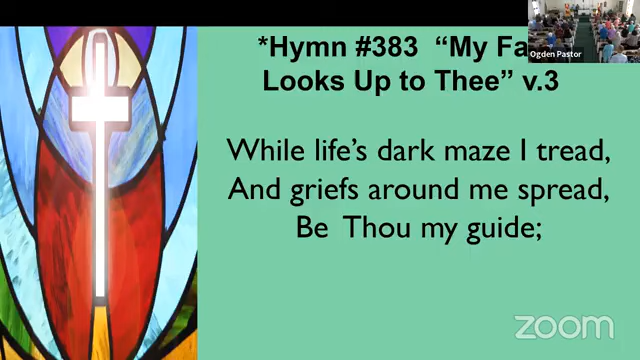 *Hymn #383 “My Fa
Looks Up to Thee” v.3
Ogden Pastor
While life’s dark maze I tread,
And griefs around me spread,
Be Thou my guide;
zoom